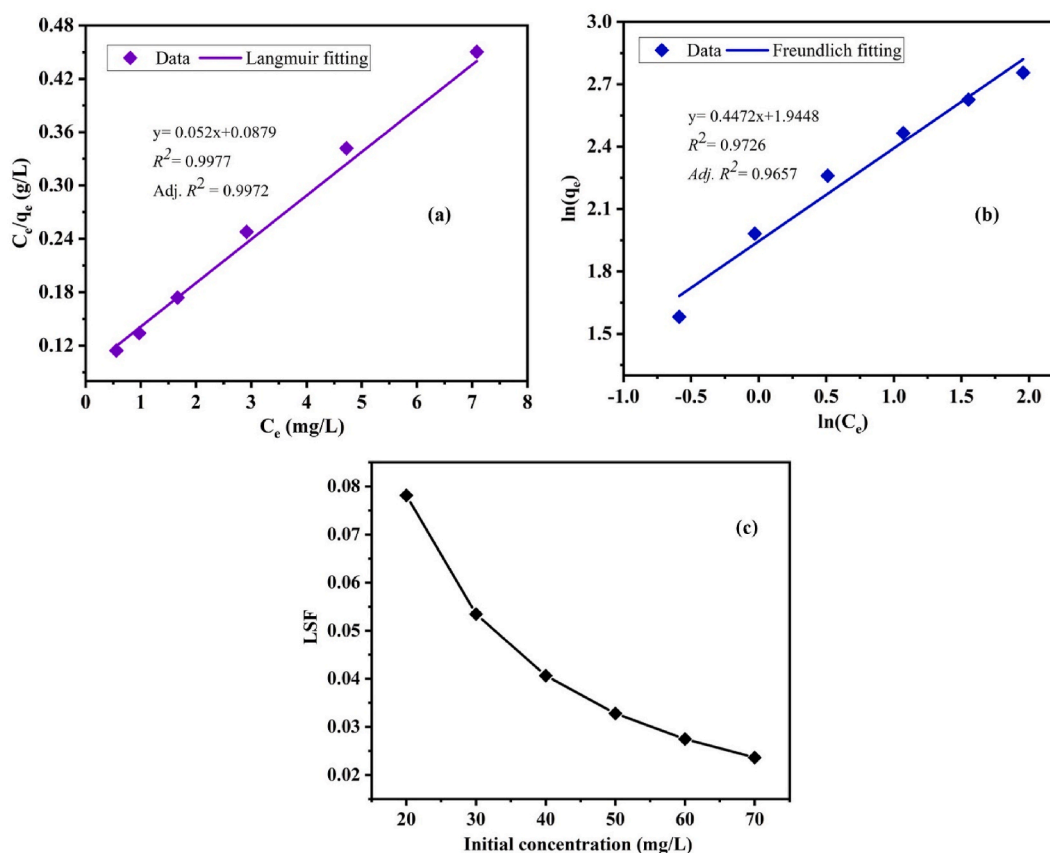 0.48
0.40
0.32
0.24
0.16
0.12
Cₑ/qₑ (g/L)
Data
Langmuir fitting
y= 0.052x+0.0879
R²= 0.9977
Adj. R² = 0.9972
(a)
0 1 2 3 4 5 6 7 8
Cₑ (mg/L)
3.0
2.7
2.4
2.1
1.8
1.5
ln(qₑ)
Data
Freundlich fitting
y= 0.4472x+1.9448
R²= 0.9726
Adj. R²= 0.9657
(b)
-1.0 -0.5 0.0 0.5 1.0 1.5 2.0
ln(Cₑ)
0.08
0.07
0.06
0.05
0.04
0.03
0.02
LSF
(c)
20 30 40 50 60 70
Initial concentration (mg/L)